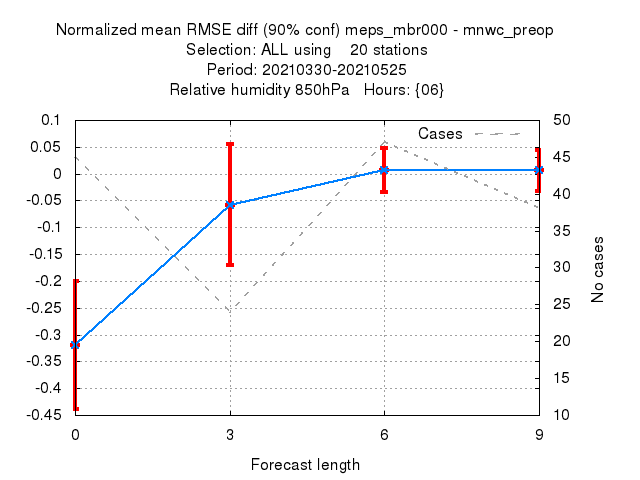 Normalized mean RMSE diff (90% conf) meps_mbr000 - mnwc_preop
Selection: ALL using    20 stations
Period: 20210330-20210525
Relative humidity 850hPa   Hours: {06}
Cases
0.1
0.05
0
-0.05
-0.1
-0.15
-0.2
-0.25
-0.3
-0.35
-0.4
-0.45
50
45
40
35
30
25
20
15
10
No cases
0 3 6 9
Forecast length